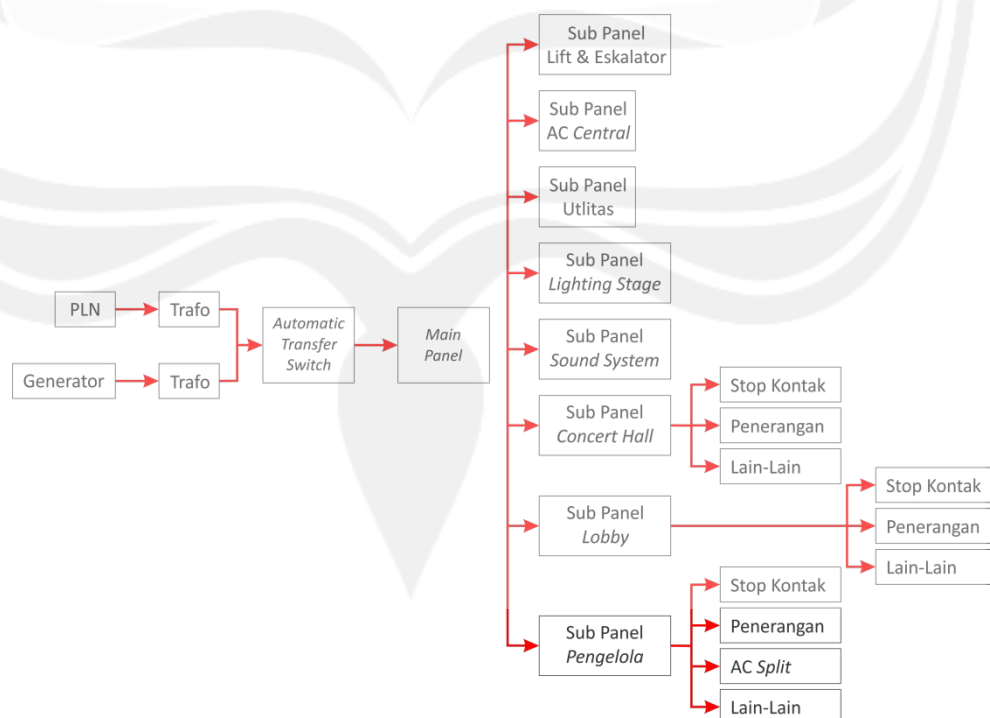 Sub Panel
Lift & Eskalator
Sub Panel
AC Central
Sub Panel
Utlitas
Sub Panel
Lighting Stage
PLN
Trafo
Automatic
Transfer
Switch
Main
Panel
Generator
Trafo
Sub Panel
Sound System
Sub Panel
Concert Hall
Stop Kontak
Penerangan
Lain-Lain
Sub Panel
Lobby
Stop Kontak
Penerangan
Lain-Lain
Sub Panel
Pengelola
Stop Kontak
Penerangan
AC Split
Lain-Lain